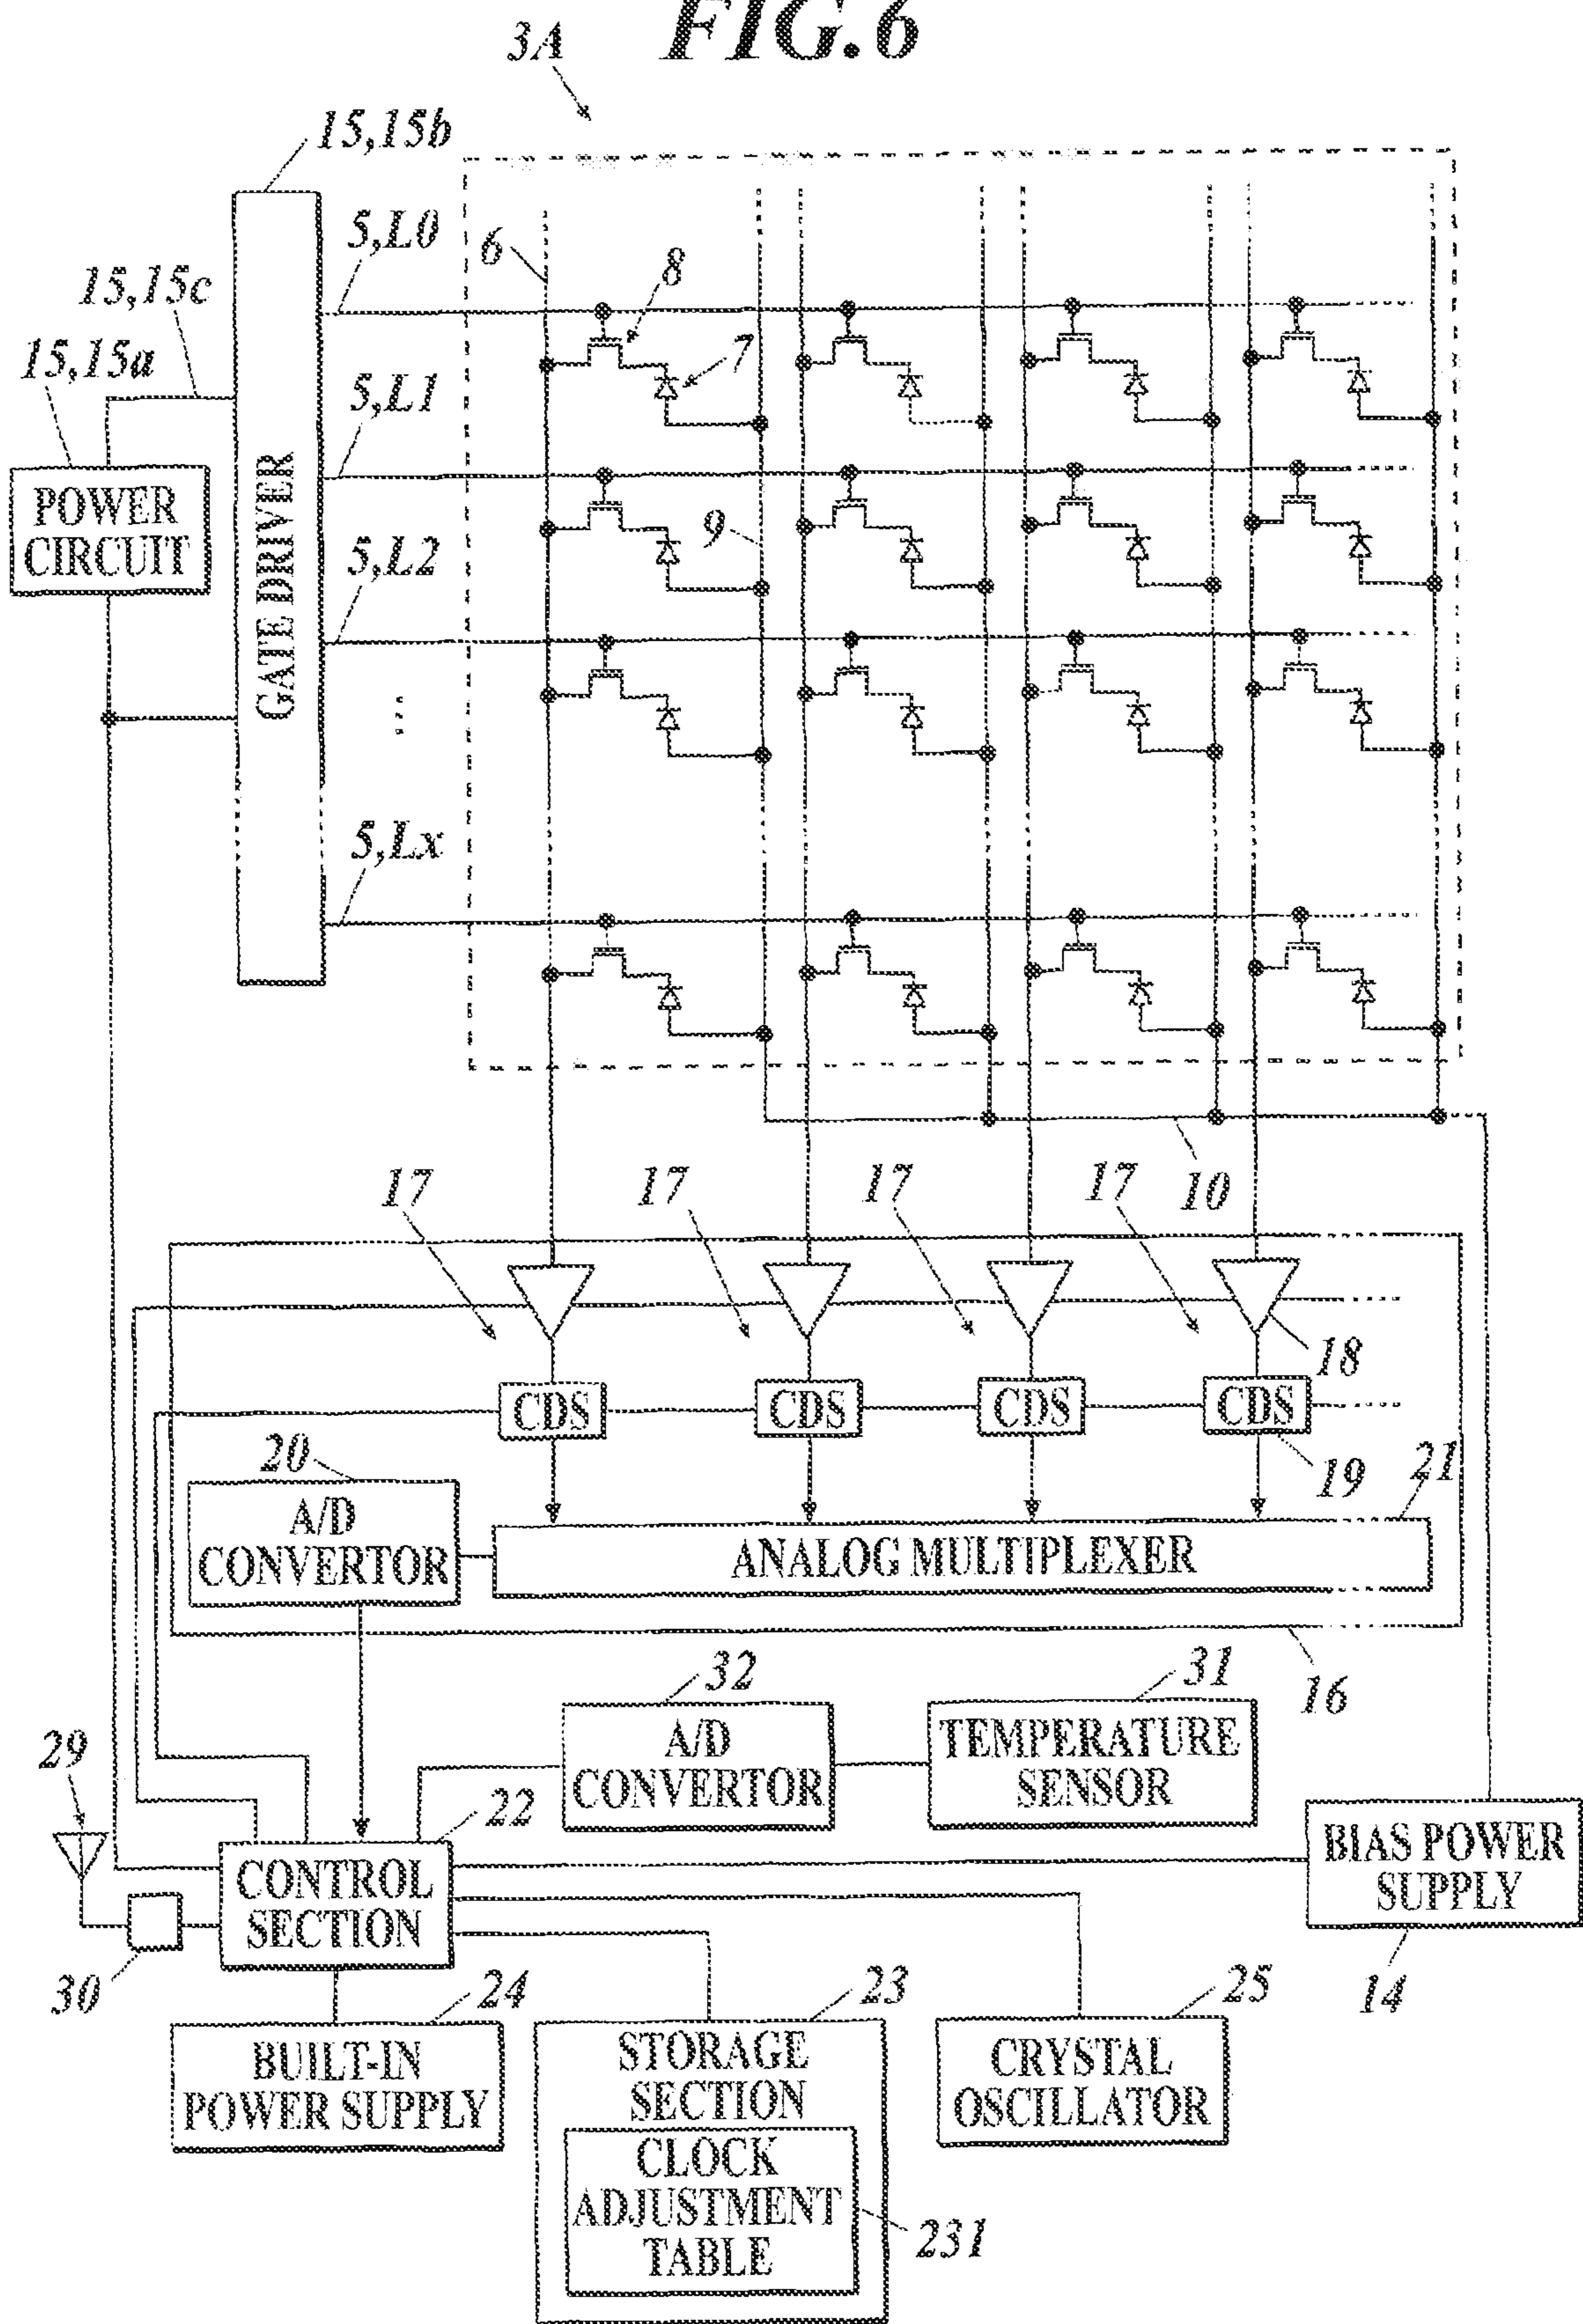 FIG.6
3A
15,15b
5,L0
6
8
15,15c
7
15,15a
5,L1
POWER
CIRCUIT
GATE DRIVER
9
5,L2
5,Lx
17
17
17
17
10
18
CDS
CDS
CDS
CDS
20
19
21
A/D
CONVERTOR
ANALOG MULTIPLEXER
32
31
16
29
A/D
CONVERTOR
TEMPERATURE
SENSOR
22
CONTROL
SECTION
BIAS POWER
SUPPLY
30
24
23
25
14
BUILT-IN
POWER SUPPLY
STORAGE
SECTION
CRYSTAL
OSCILLATOR
CLOCK
ADJUSTMENT
TABLE
231